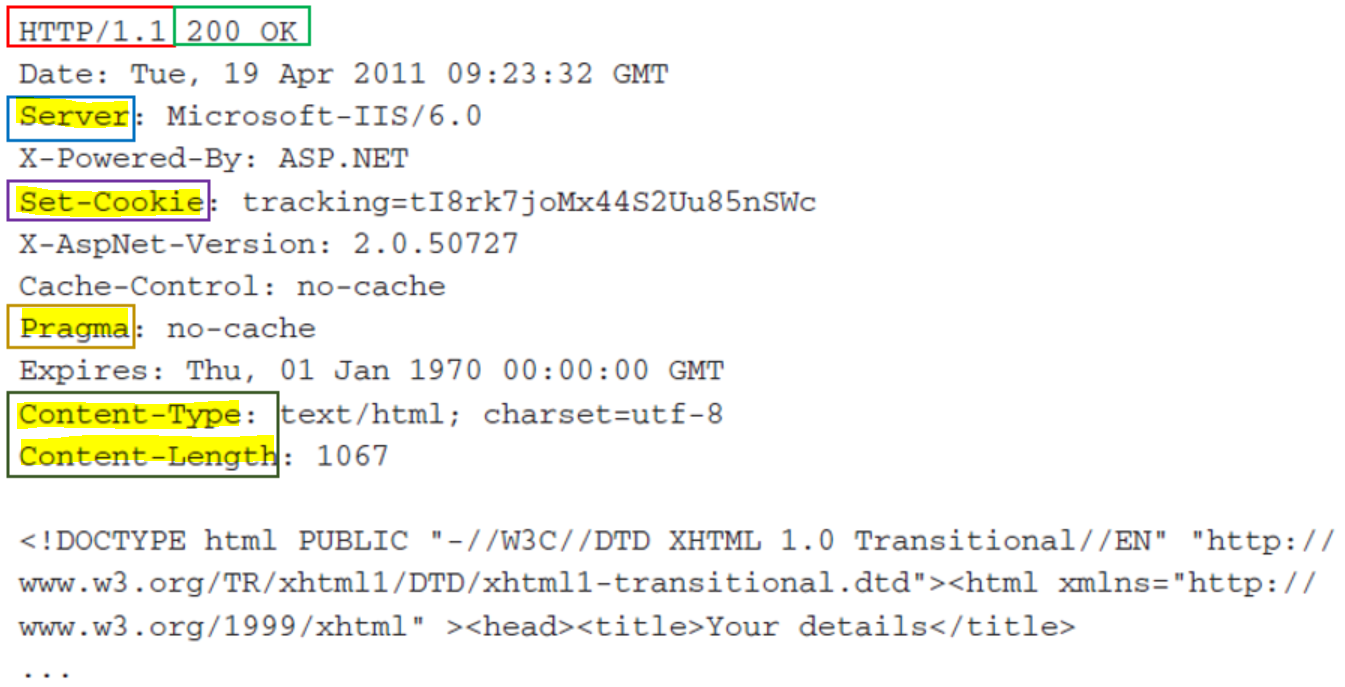 HTTP/1.1 200 OK
Date: Tue, 19 Apr 2011 09:23:32 GMT
Server: Microsoft-IIS/6.0
X-Powered-By: ASP.NET
Set-Cookie: tracking=tI8rk7joMx44S2Uu85nSWc
X-AspNet-Version: 2.0.50727
Cache-Control: no-cache
Pragma: no-cache
Expires: Thu, 01 Jan 1970 00:00:00 GMT
Content-Type: text/html; charset=utf-8
Content-Length: 1067
<!DOCTYPE html PUBLIC "-//W3C//DTD XHTML 1.0 Transitional//EN" "http://
www.w3.org/TR/xhtml1/DTD/xhtml1-transitional.dtd"><html xmlns="http://
www.w3.org/1999/xhtml" ><head><title>Your details</title>
...